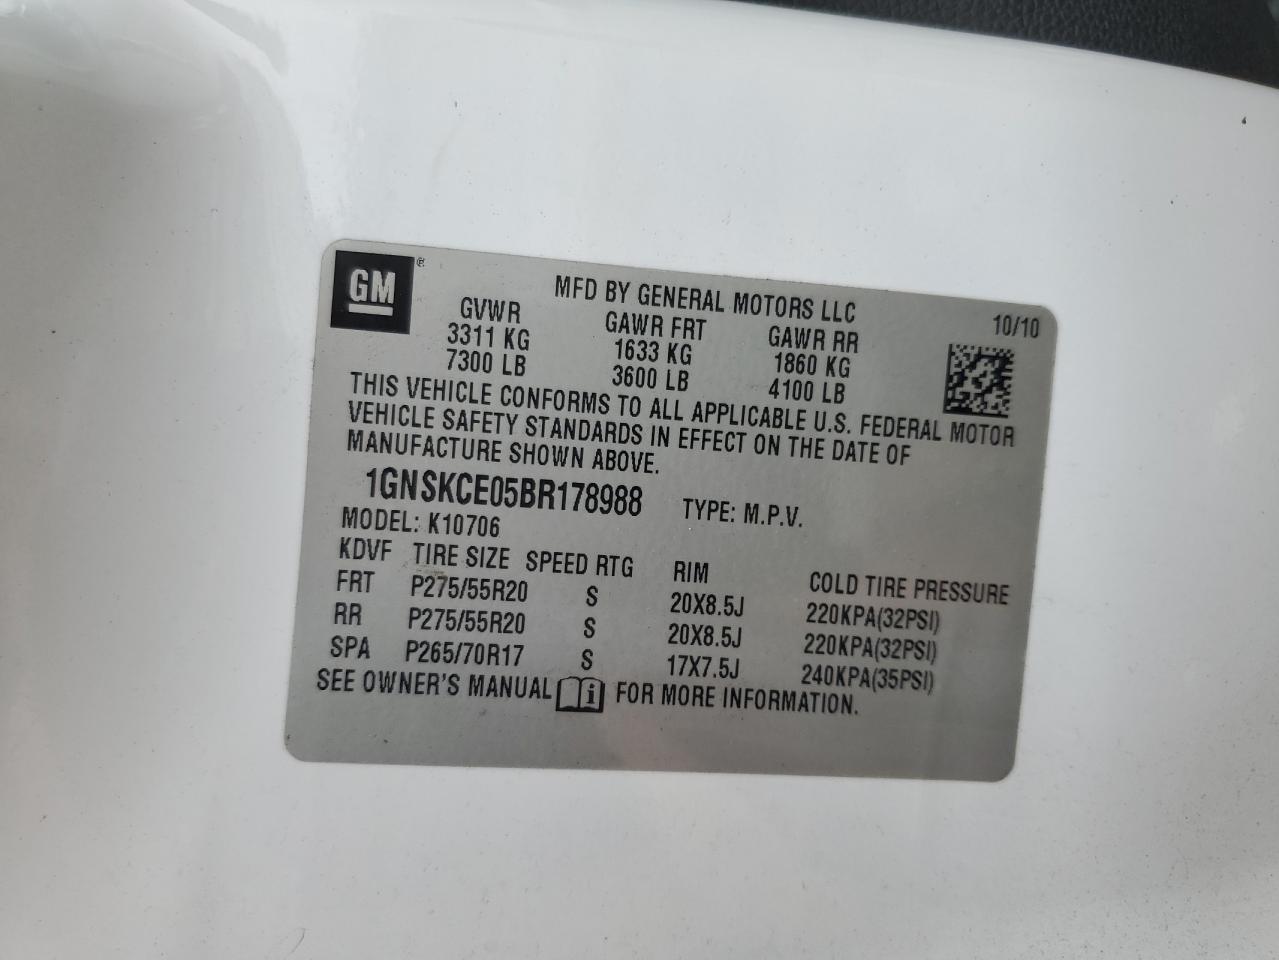 GM ®
MFD BY GENERAL MOTORS LLC
10/10
GVWR GAWR FRT GAWR RR
3311 KG 1633 KG 1860 KG
7300 LB 3600 LB 4100 LB
THIS VEHICLE CONFORMS TO ALL APPLICABLE U.S. FEDERAL MOTOR
VEHICLE SAFETY STANDARDS IN EFFECT ON THE DATE OF
MANUFACTURE SHOWN ABOVE.
1GNSKCE05BR178988 TYPE: M.P.V.
MODEL: K10706
KDVF TIRE SIZE SPEED RTG RIM COLD TIRE PRESSURE
FRT P275/55R20 S 20X8.5J 220KPA(32PSI)
RR P275/55R20 S 20X8.5J 220KPA(32PSI)
SPA P265/70R17 S 17X7.5J 240KPA(35PSI)
SEE OWNER'S MANUAL i FOR MORE INFORMATION.